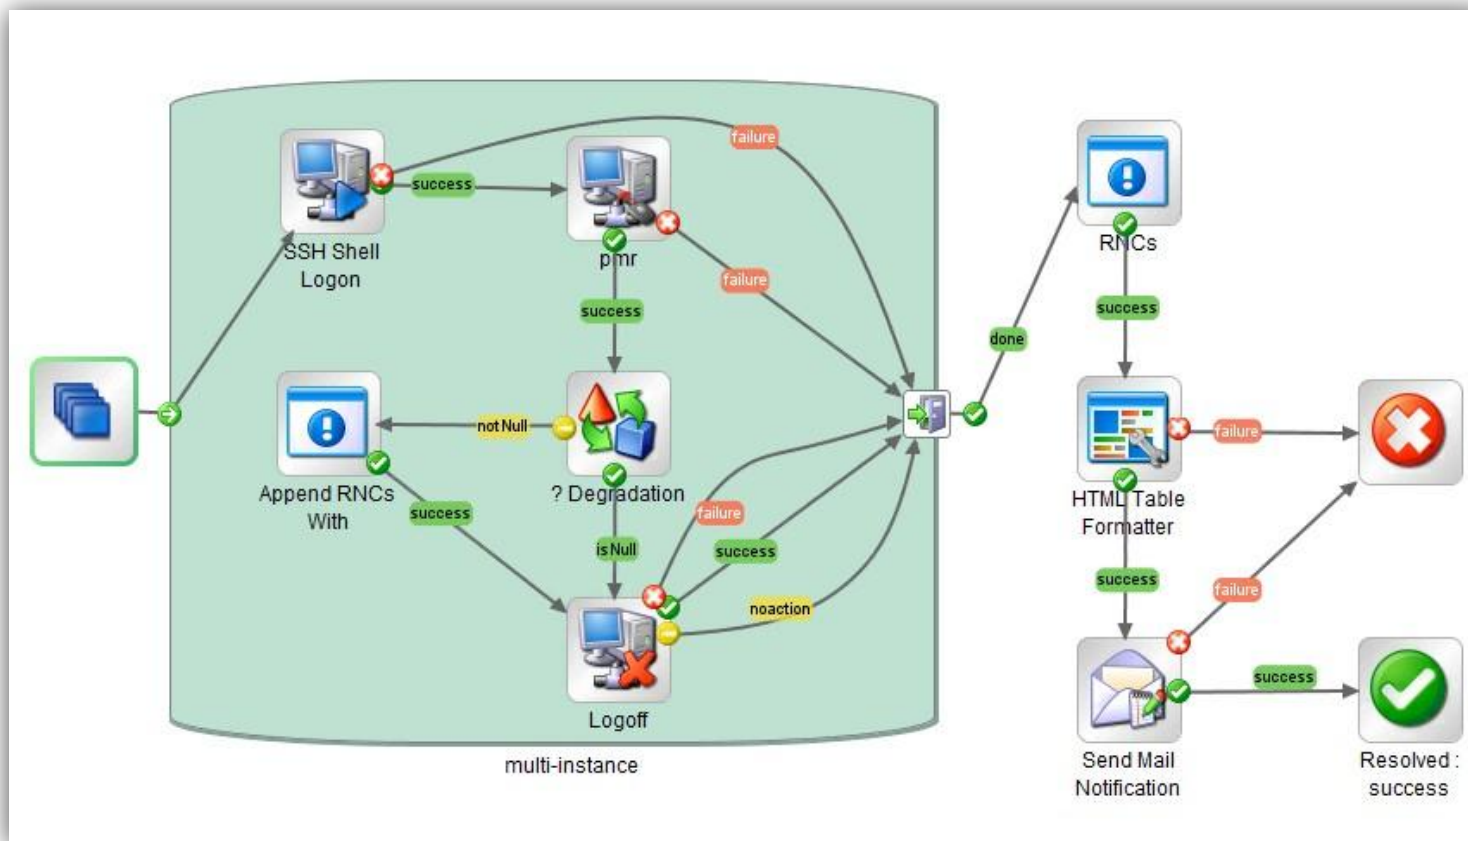 failure
success
SSH Shell
Logon
pmr
failure
success
notNull
Append RNCs
With
? Degradation
success
failure
isNull
success
noaction
Logoff
multi-instance
done
RNCs
success
HTML Table
Formatter
failure
success
failure
success
Send Mail
Notification
Resolved :
success